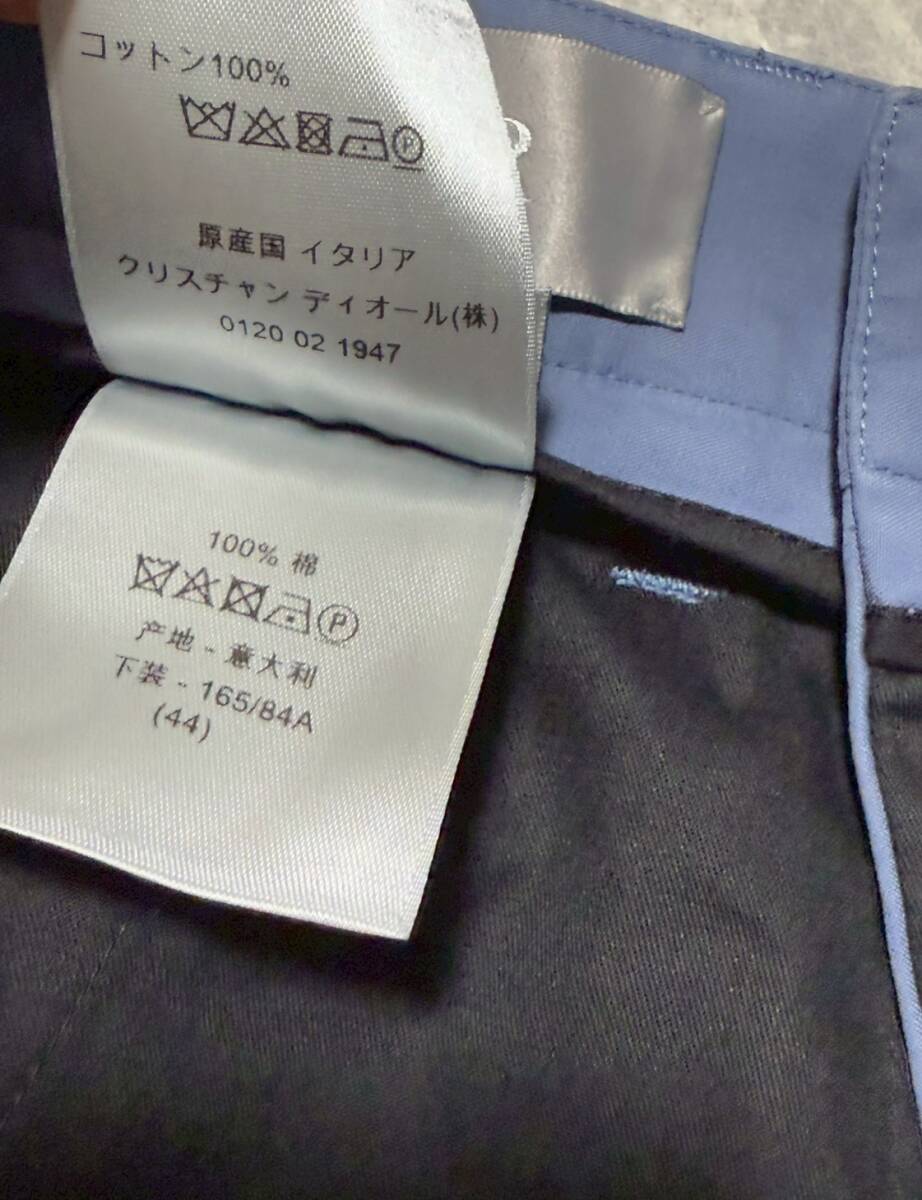 コットン100%
P
原産国 イタリア
クリスチャン ディオール(株)
0120 02 1947
100% 棉
P
产地 - 意大利
下装 - 165/84A
(44)